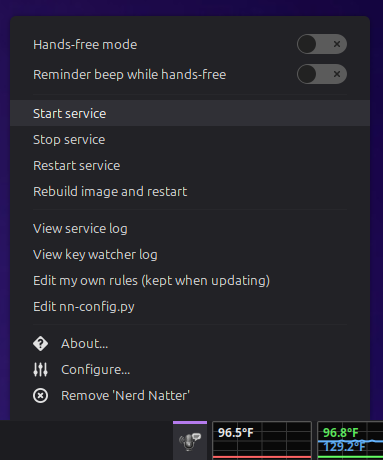 Hands-free mode
Reminder beep while hands-free
Start service
Stop service
Restart service
Rebuild image and restart
View service log
View key watcher log
Edit my own rules (kept when updating)
Edit nn-config.py
About...
Configure...
Remove 'Nerd Natter'
96.5°F
96.8°F
129.2°F